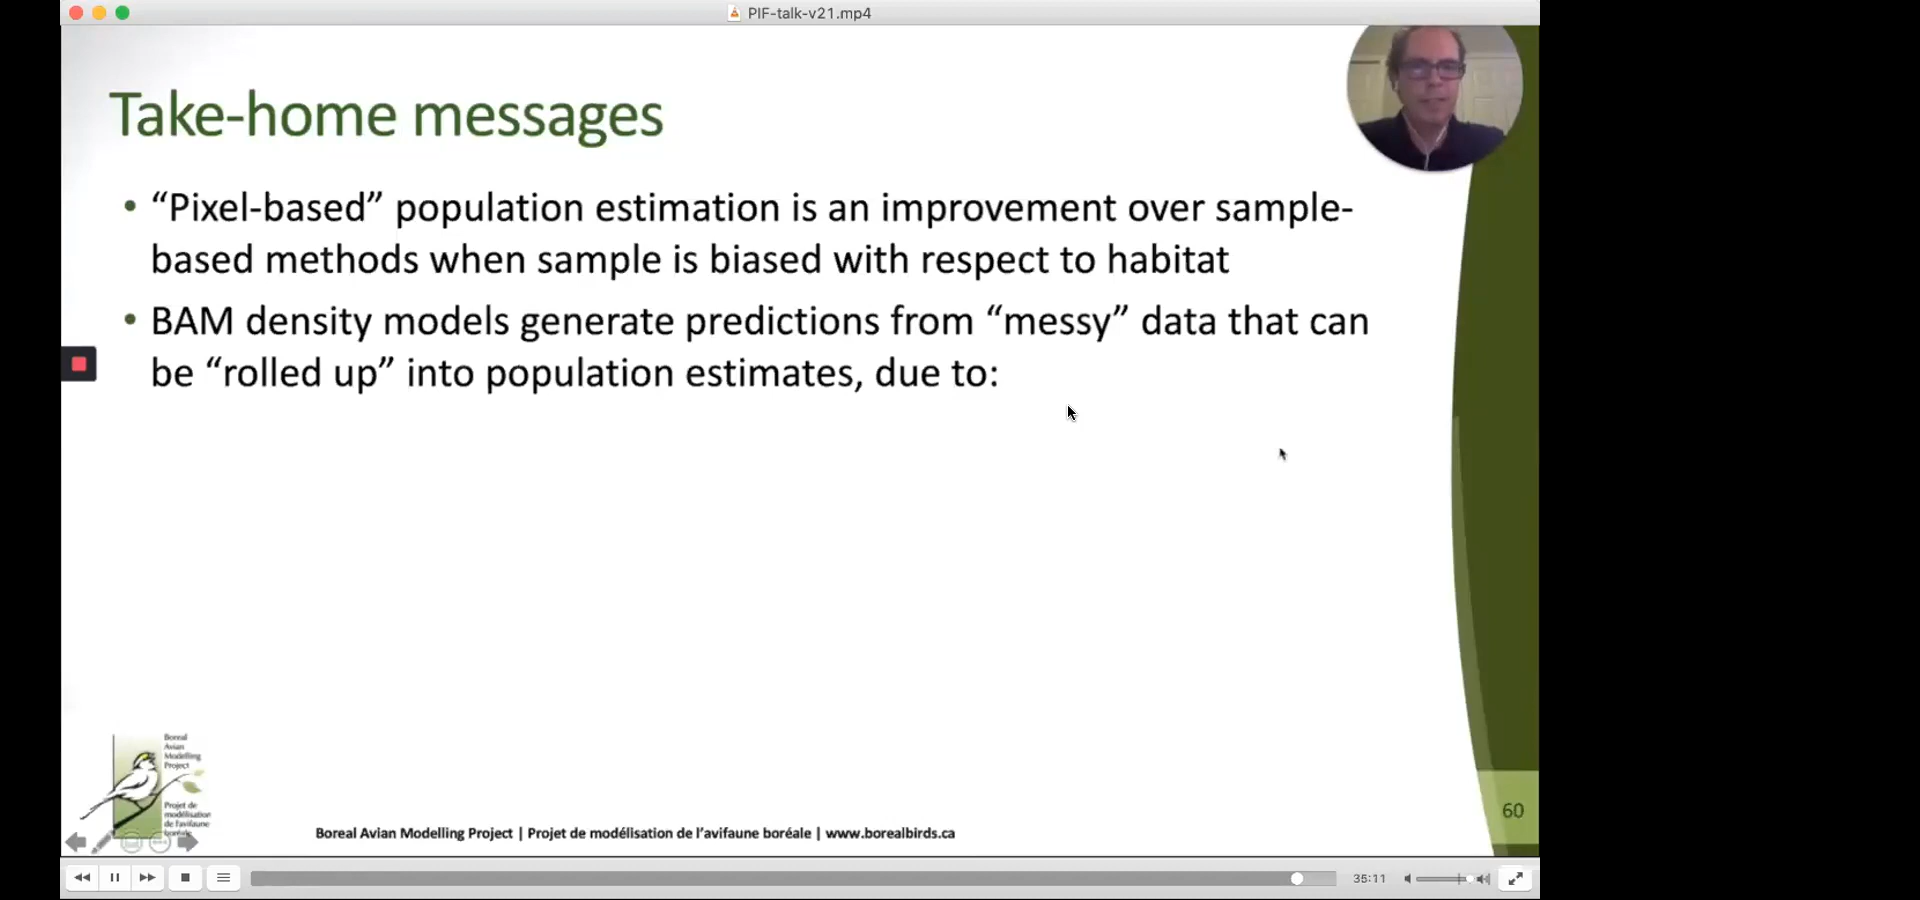 PIF-talk-v21.mp4
Take-home messages
• “Pixel-based” population estimation is an improvement over sample-
based methods when sample is biased with respect to habitat
• BAM density models generate predictions from “messy” data that can
be “rolled up” into population estimates, due to:
Boreal
Avian
Modelling
Project
Projet de
modélisation
de l'avifaune
boréale
60
Boreal Avian Modelling Project | Projet de modélisation de l’avifaune boréale | www.borealbirds.ca
35:11